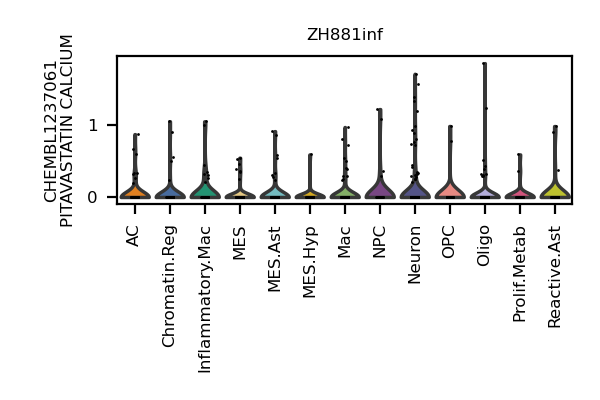 ZH881inf
CHEMBL1237061
PITAVASTATIN CALCIUM
1
0
AC
Chromatin.Reg
Inflammatory.Mac
MES
MES.Ast
MES.Hyp
Mac
NPC
Neuron
OPC
Oligo
Prolif.Metab
Reactive.Ast